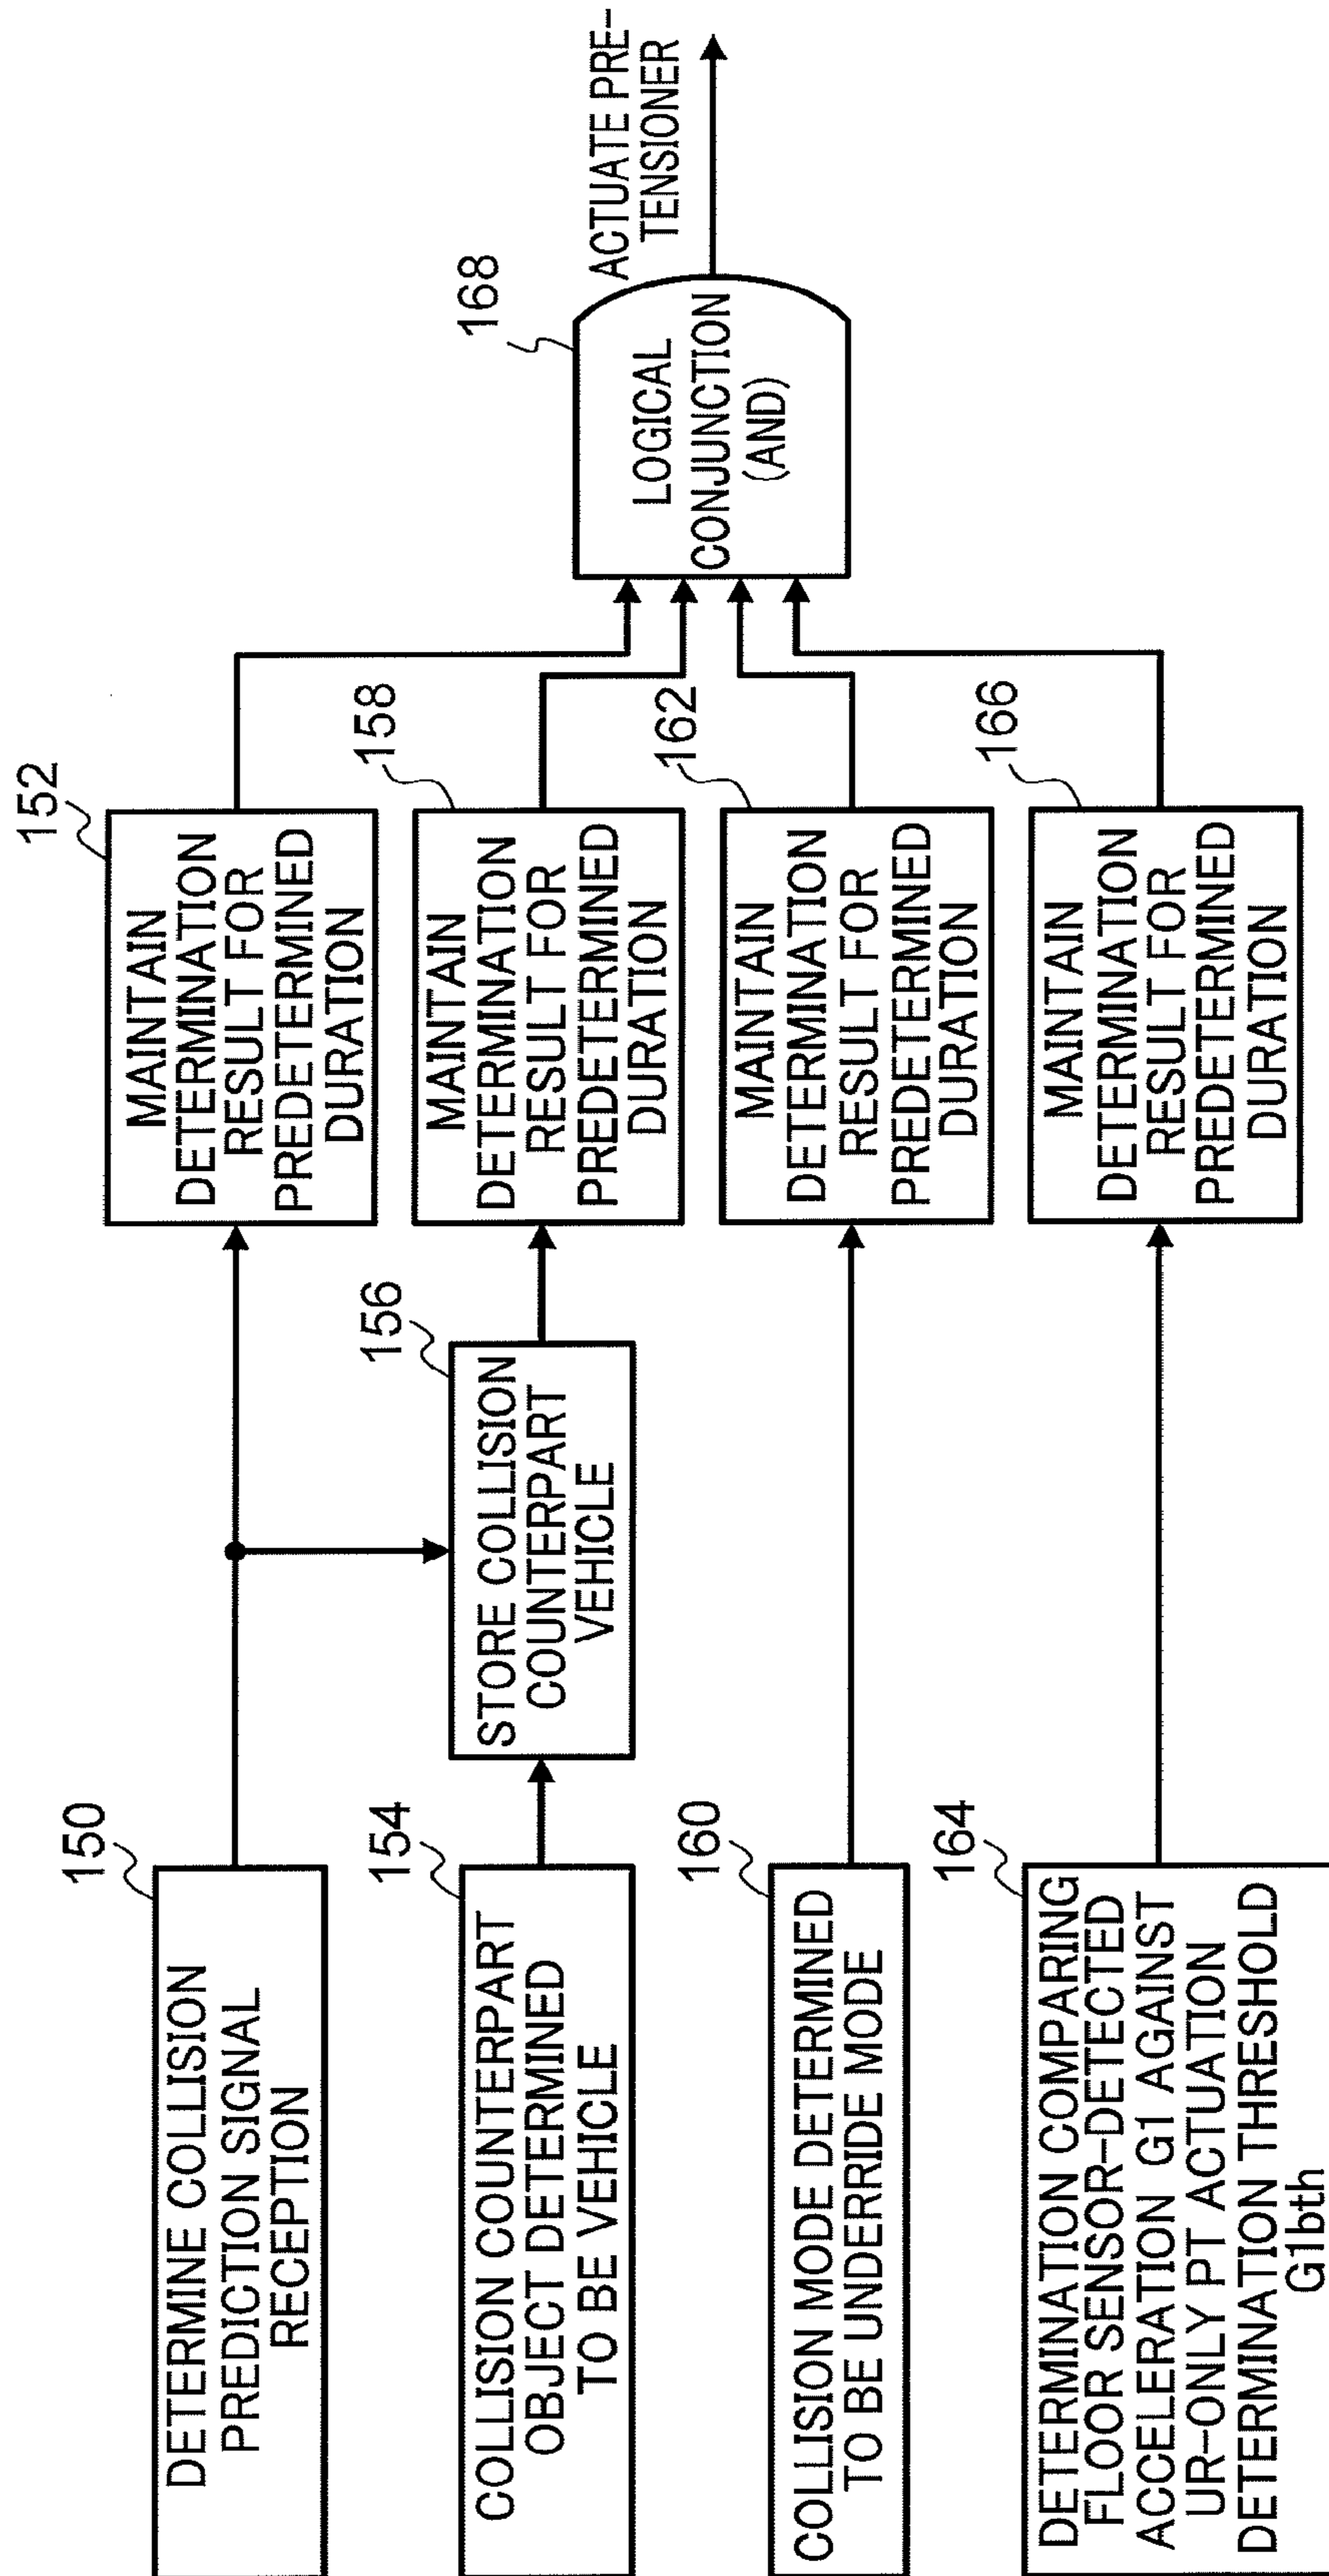 150
DETERMINE COLLISION
PREDICTION SIGNAL
RECEPTION
152
MAINTAIN
DETERMINATION
RESULT FOR
PREDETERMINED
DURATION
154
COLLISION COUNTERPART
OBJECT DETERMINED
TO BE VEHICLE
156
STORE COLLISION
COUNTERPART
VEHICLE
158
MAINTAIN
DETERMINATION
RESULT FOR
PREDETERMINED
DURATION
160
COLLISION MODE DETERMINED
TO BE UNDERRIDE MODE
162
MAINTAIN
DETERMINATION
RESULT FOR
PREDETERMINED
DURATION
164
DETERMINATION COMPARING
FLOOR SENSOR-DETECTED
ACCELERATION G1 AGAINST
UR-ONLY PT ACTUATION
DETERMINATION THRESHOLD
G1bth
166
MAINTAIN
DETERMINATION
RESULT FOR
PREDETERMINED
DURATION
168
LOGICAL
CONJUNCTION
(AND)
ACTUATE PRE-
TENSIONER